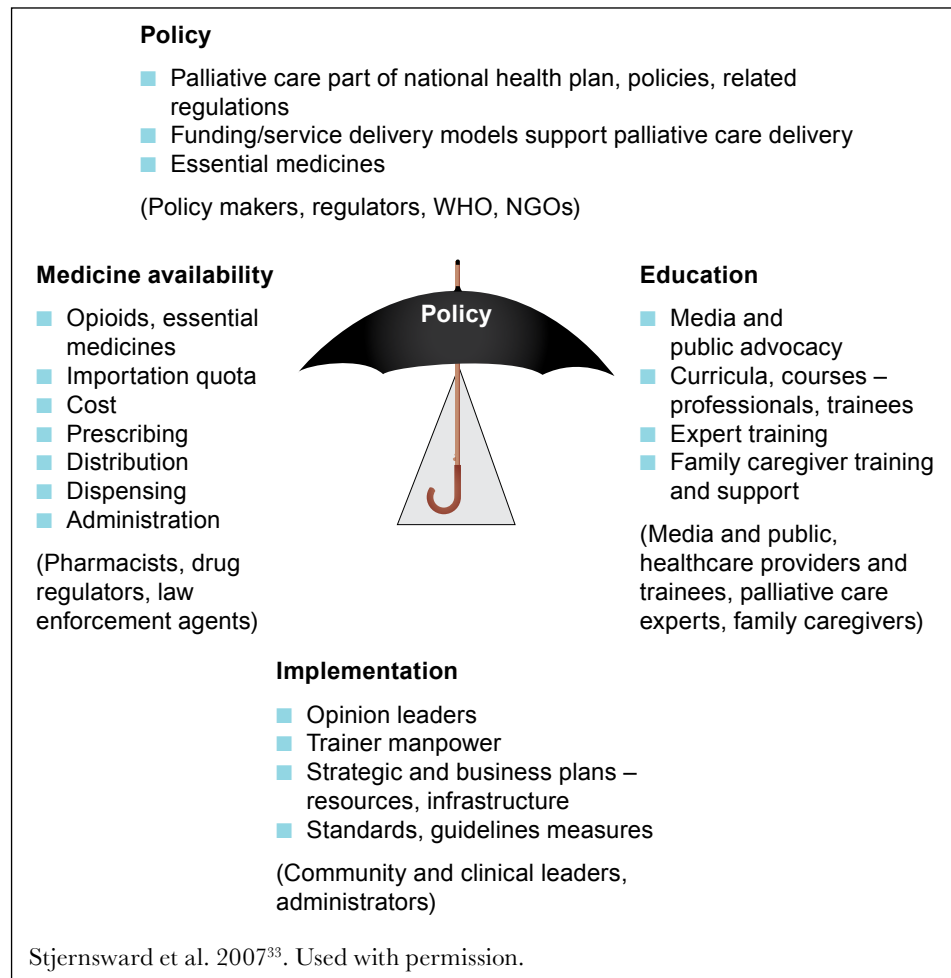 Policy
Palliative care part of national health plan, policies, related
regulations
Funding/service delivery models support palliative care delivery
Essential medicines
(Policy makers, regulators, WHO, NGOs)
Medicine availability
Opioids, essential
medicines
Importation quota
Cost
Prescribing
Distribution
Dispensing
Administration
(Pharmacists, drug
regulators, law
enforcement agents)
Policy
Education
Media and
public advocacy
Curricula, courses –
professionals, trainees
Expert training
Family caregiver training
and support
(Media and public,
healthcare providers and
trainees, palliative care
experts, family caregivers)
Implementation
Opinion leaders
Trainer manpower
Strategic and business plans –
resources, infrastructure
Standards, guidelines measures
(Community and clinical leaders,
administrators)
Stjernsward et al. 2007³³. Used with permission.